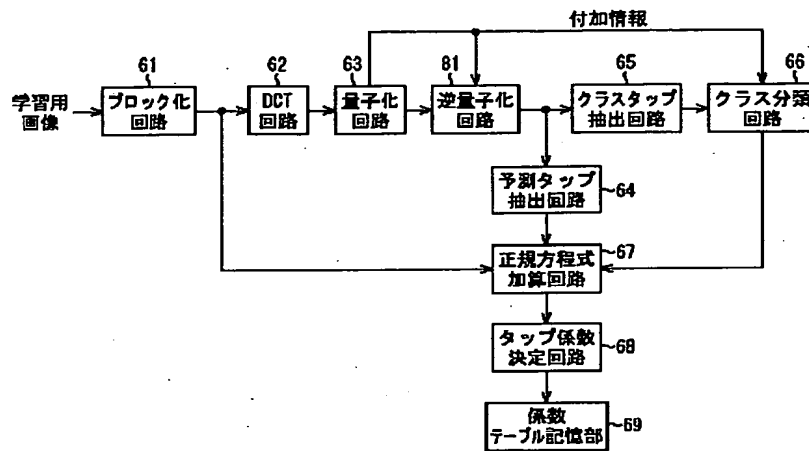 付加情報
61
62
63
81
65
66
学習用
画像
ブロック化
回路
DCT
回路
量子化
回路
逆量子化
回路
クラスタップ
抽出回路
クラス分類
回路
予測タップ
抽出回路
64
正規方程式
加算回路
67
タップ係数
決定回路
68
係数
テーブル記憶部
69